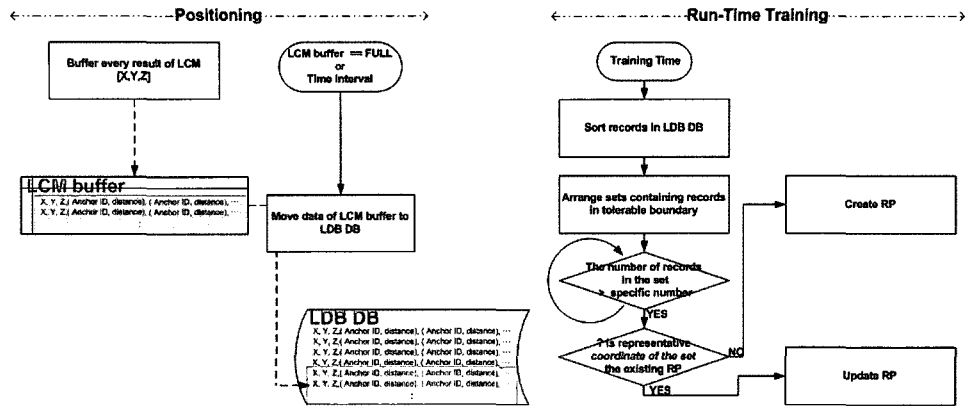 Positioning
Run-Time Training
Buffer every result of LCM
[X,Y,Z]
LCM buffer == FULL
or
Time Interval
LCM buffer
X, Y, Z,( Anchor ID, distance), ( Anchor ID, distance), ...
X, Y, Z,( Anchor ID, distance), ( Anchor ID, distance), ...
:
Move data of LCM buffer to
LDB DB
LDB DB
X, Y, Z,( Anchor ID, distance), ( Anchor ID, distance), ...
X, Y, Z,( Anchor ID, distance), ( Anchor ID, distance), ...
X, Y, Z,( Anchor ID, distance), ( Anchor ID, distance), ...
X, Y, Z,( Anchor ID, distance), ( Anchor ID, distance), ...
X, Y, Z,( Anchor ID, distance), ( Anchor ID, distance), ...
X, Y, Z,( Anchor ID, distance), ( Anchor ID, distance), ...
:
Training Time
Sort records in LDB DB
Arrange sets containing records
in tolerable boundary
The number of records
in the set
> specific number
YES
? Is representative
coordinate of the set
the existing RP
NO
YES
Create RP
Update RP